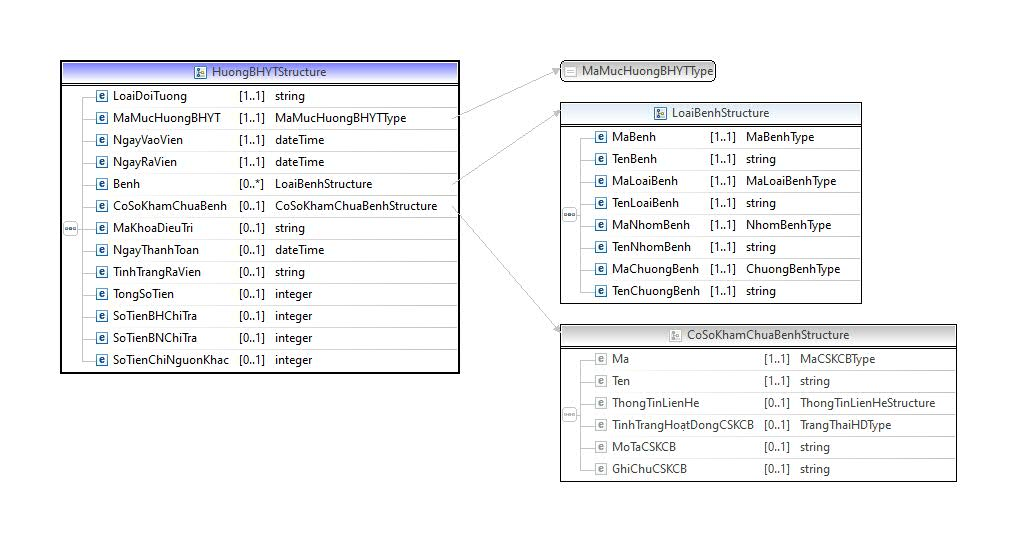 HuongBHYTStructure
LoaiDoiTuong [1..1] string
MaMucHuongBHYT [1..1] MaMucHuongBHYTType
NgayVaoVien [1..1] dateTime
NgayRaVien [1..1] dateTime
Benh [0..*] LoaiBenhStructure
CoSoKhamChuaBenh [0..1] CoSoKhamChuaBenhStructure
MaKhoaDieuTri [0..1] string
NgayThanhToan [0..1] dateTime
TinhTrangRaVien [0..1] string
TongSoTien [0..1] integer
SoTienBHChiTra [0..1] integer
SoTienBNChiTra [0..1] integer
SoTienChiNguonKhac [0..1] integer
MaMucHuongBHYTType
LoaiBenhStructure
MaBenh [1..1] MaBenhType
TenBenh [1..1] string
MaLoaiBenh [1..1] MaLoaiBenhType
TenLoaiBenh [1..1] string
MaNhomBenh [1..1] NhomBenhType
TenNhomBenh [1..1] string
MaChuongBenh [1..1] ChuongBenhType
TenChuongBenh [1..1] string
CoSoKhamChuaBenhStructure
Ma [1..1] MaCSKCBType
Ten [1..1] string
ThongTinLienHe [0..1] ThongTinLienHeStructure
TinhTrangHoạtDongCSKCB [0..1] TrangThaiHDType
MoTaCSKCB [0..1] string
GhiChuCSKCB [0..1] string